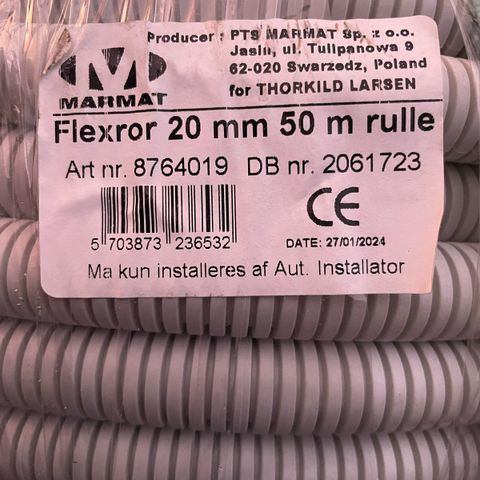 M
MARMAT
Producer : PTS MARMAT Sp. z o.o.
Jasin, ul. Tulipanowa 9
62-020 Swarzedz, Poland
for THORKILD LARSEN
Flexror 20 mm 50 m rulle
Art nr. 8764019 DB nr. 2061723
5 703873 236532
CE
DATE: 27/01/2024
Ma kun installeres af Aut. Installator